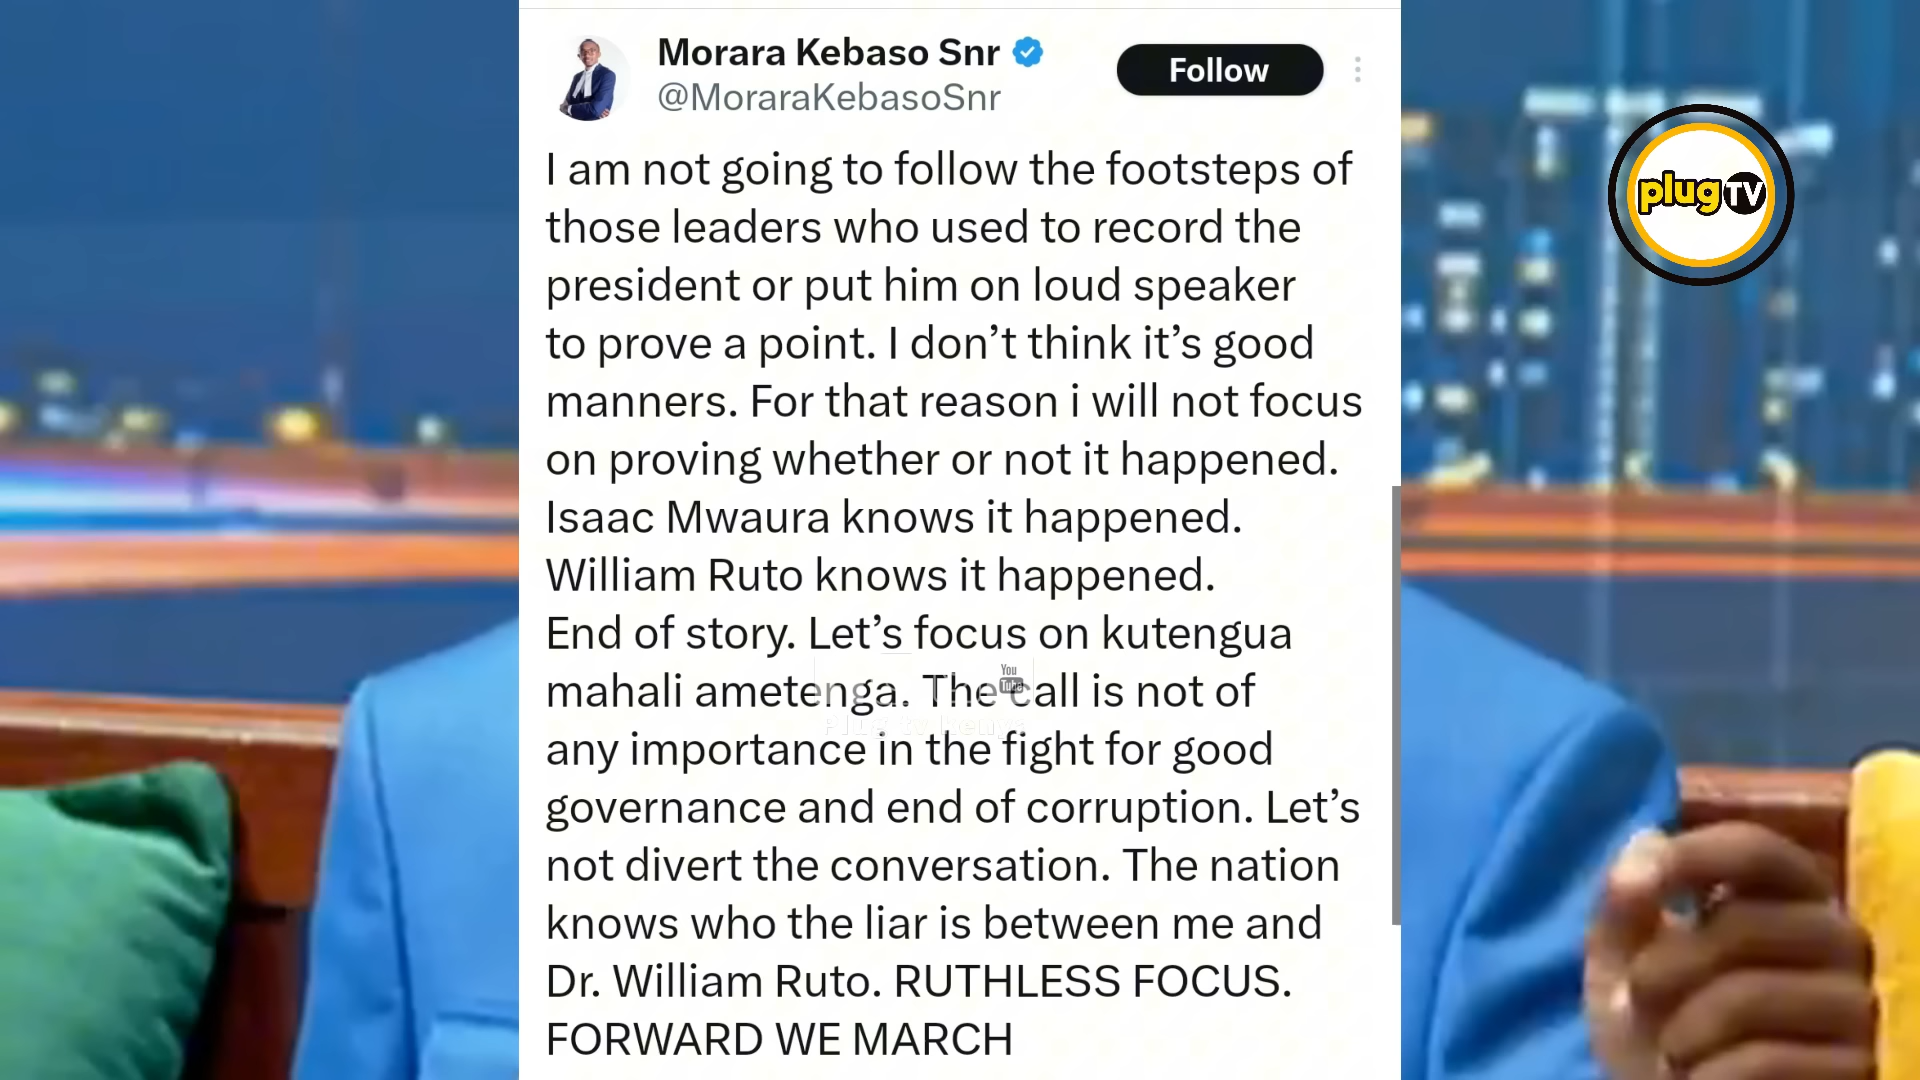 Morara Kebaso Snr
@MoraraKebasoSnr
Follow
plug TV
I am not going to follow the footsteps of
those leaders who used to record the
president or put him on loud speaker
to prove a point. I don’t think it’s good
manners. For that reason i will not focus
on proving whether or not it happened.
Isaac Mwaura knows it happened.
William Ruto knows it happened.
End of story. Let’s focus on kutengua
mahali ametenga. The call is not of
You
Tube
Plug tv kenya
any importance in the fight for good
governance and end of corruption. Let’s
not divert the conversation. The nation
knows who the liar is between me and
Dr. William Ruto. RUTHLESS FOCUS.
FORWARD WE MARCH